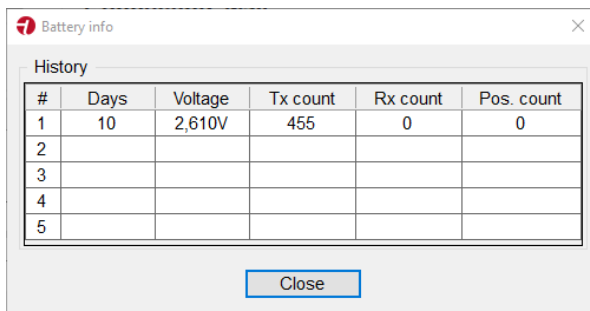 Battery info
History
# Days Voltage Tx count Rx count Pos. count
1 10 2,610V 455 0 0
2
3
4
5
Close